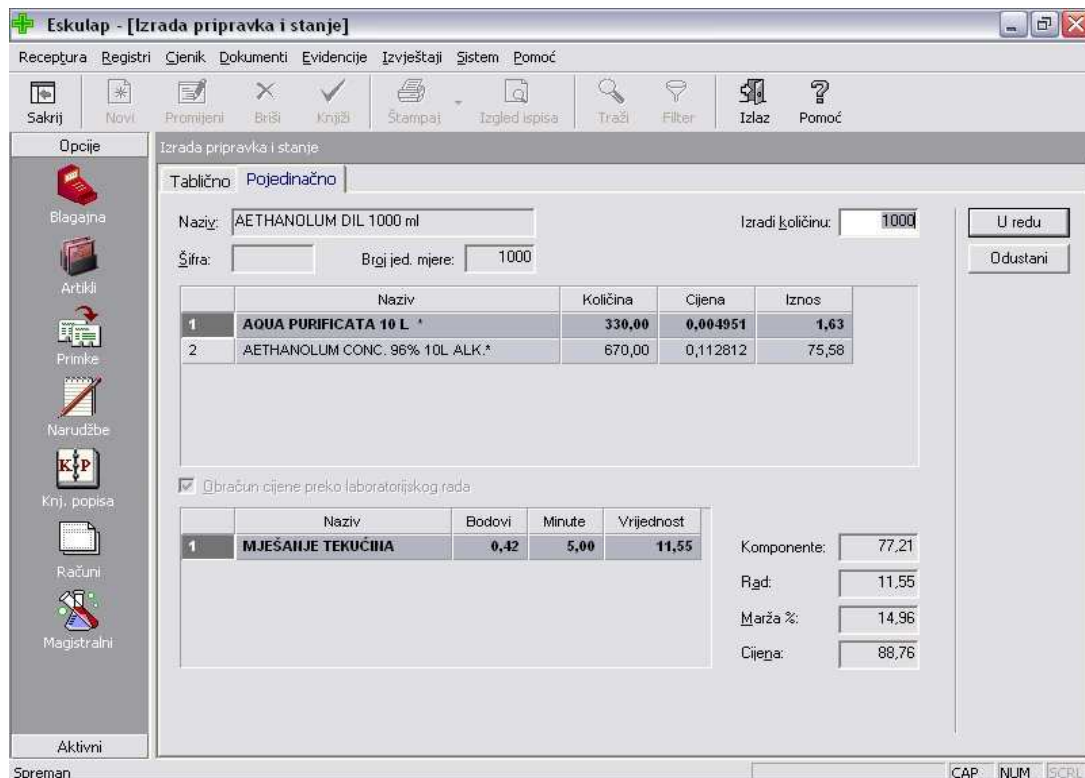 Eskulap - [Izrada pripravka i stanje]
Receptura Registri Cjenik Dokumenti Evidencije Izvještaji Sistem Pomoć
Sakrij Novi Promijeni Briši Knjiži Štampaj Izgled ispisa Traži Filter Izlaz Pomoć
Opcije
Izrada pripravka i stanje
Tablično Pojedinačno
Blagajna
Artikli
Primke
Narudžbe
K P
Knj. popisa
Računi
Magistralni
Aktivni
Naziv: AETHANOLUM DIL 1000 ml Izradi količinu: 1000 U redu
Šifra: Broj jed. mjere: 1000 Odustani
Naziv Količina Cijena Iznos
1 AQUA PURIFICATA 10 L * 330,00 0,004951 1,63
2 AETHANOLUM CONC. 96% 10L ALK.* 670,00 0,112812 75,58
Obračun cijene preko laboratorijskog rada
Naziv Bodovi Minute Vrijednost
1 MJEŠANJE TEKUĆINA 0,42 5,00 11,55
Komponente: 77,21
Rad: 11,55
Marža %: 14,96
Cijena: 88,76
Spreman CAP NUM SCRL